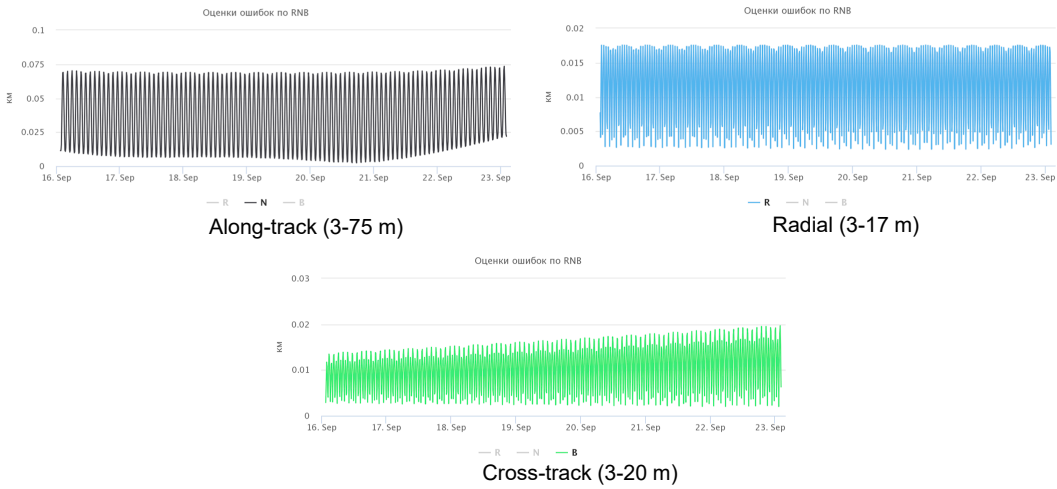 Оценки ошибок по RNB
0.1
0.075
0.05
0.025
0
км
16. Sep 17. Sep 18. Sep 19. Sep 20. Sep 21. Sep 22. Sep 23. Sep
R N B
Along-track (3-75 m)
Оценки ошибок по RNB
0.02
0.015
0.01
0.005
0
км
16. Sep 17. Sep 18. Sep 19. Sep 20. Sep 21. Sep 22. Sep 23. Sep
R N B
Radial (3-17 m)
Оценки ошибок по RNB
0.03
0.02
0.01
0
км
16. Sep 17. Sep 18. Sep 19. Sep 20. Sep 21. Sep 22. Sep 23. Sep
R N B
Cross-track (3-20 m)